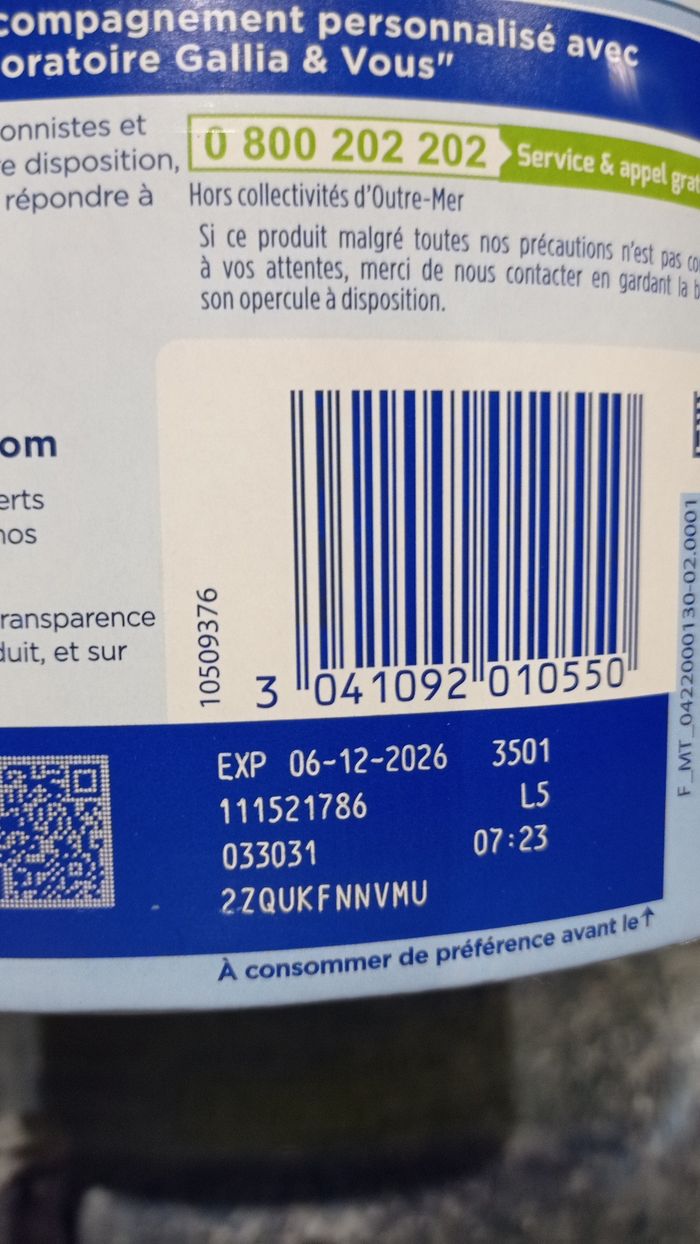 compagnement personnalisé avec
oratoire Gallia & Vous"
onnistes et
e disposition,
répondre à
0 800 202 202
Service & appel grat
Hors collectivités d'Outre-Mer
Si ce produit malgré toutes nos précautions n'est pas co
à vos attentes, merci de nous contacter en gardant la b
son opercule à disposition.
om
erts
nos
ransparence
duit, et sur
10509376
3 041092 010550
F_MT_0422000130-02.0001
EXP 06-12-2026 3501
111521786 L5
033031 07:23
2ZQUKFNNVMU
À consommer de préférence avant le↑